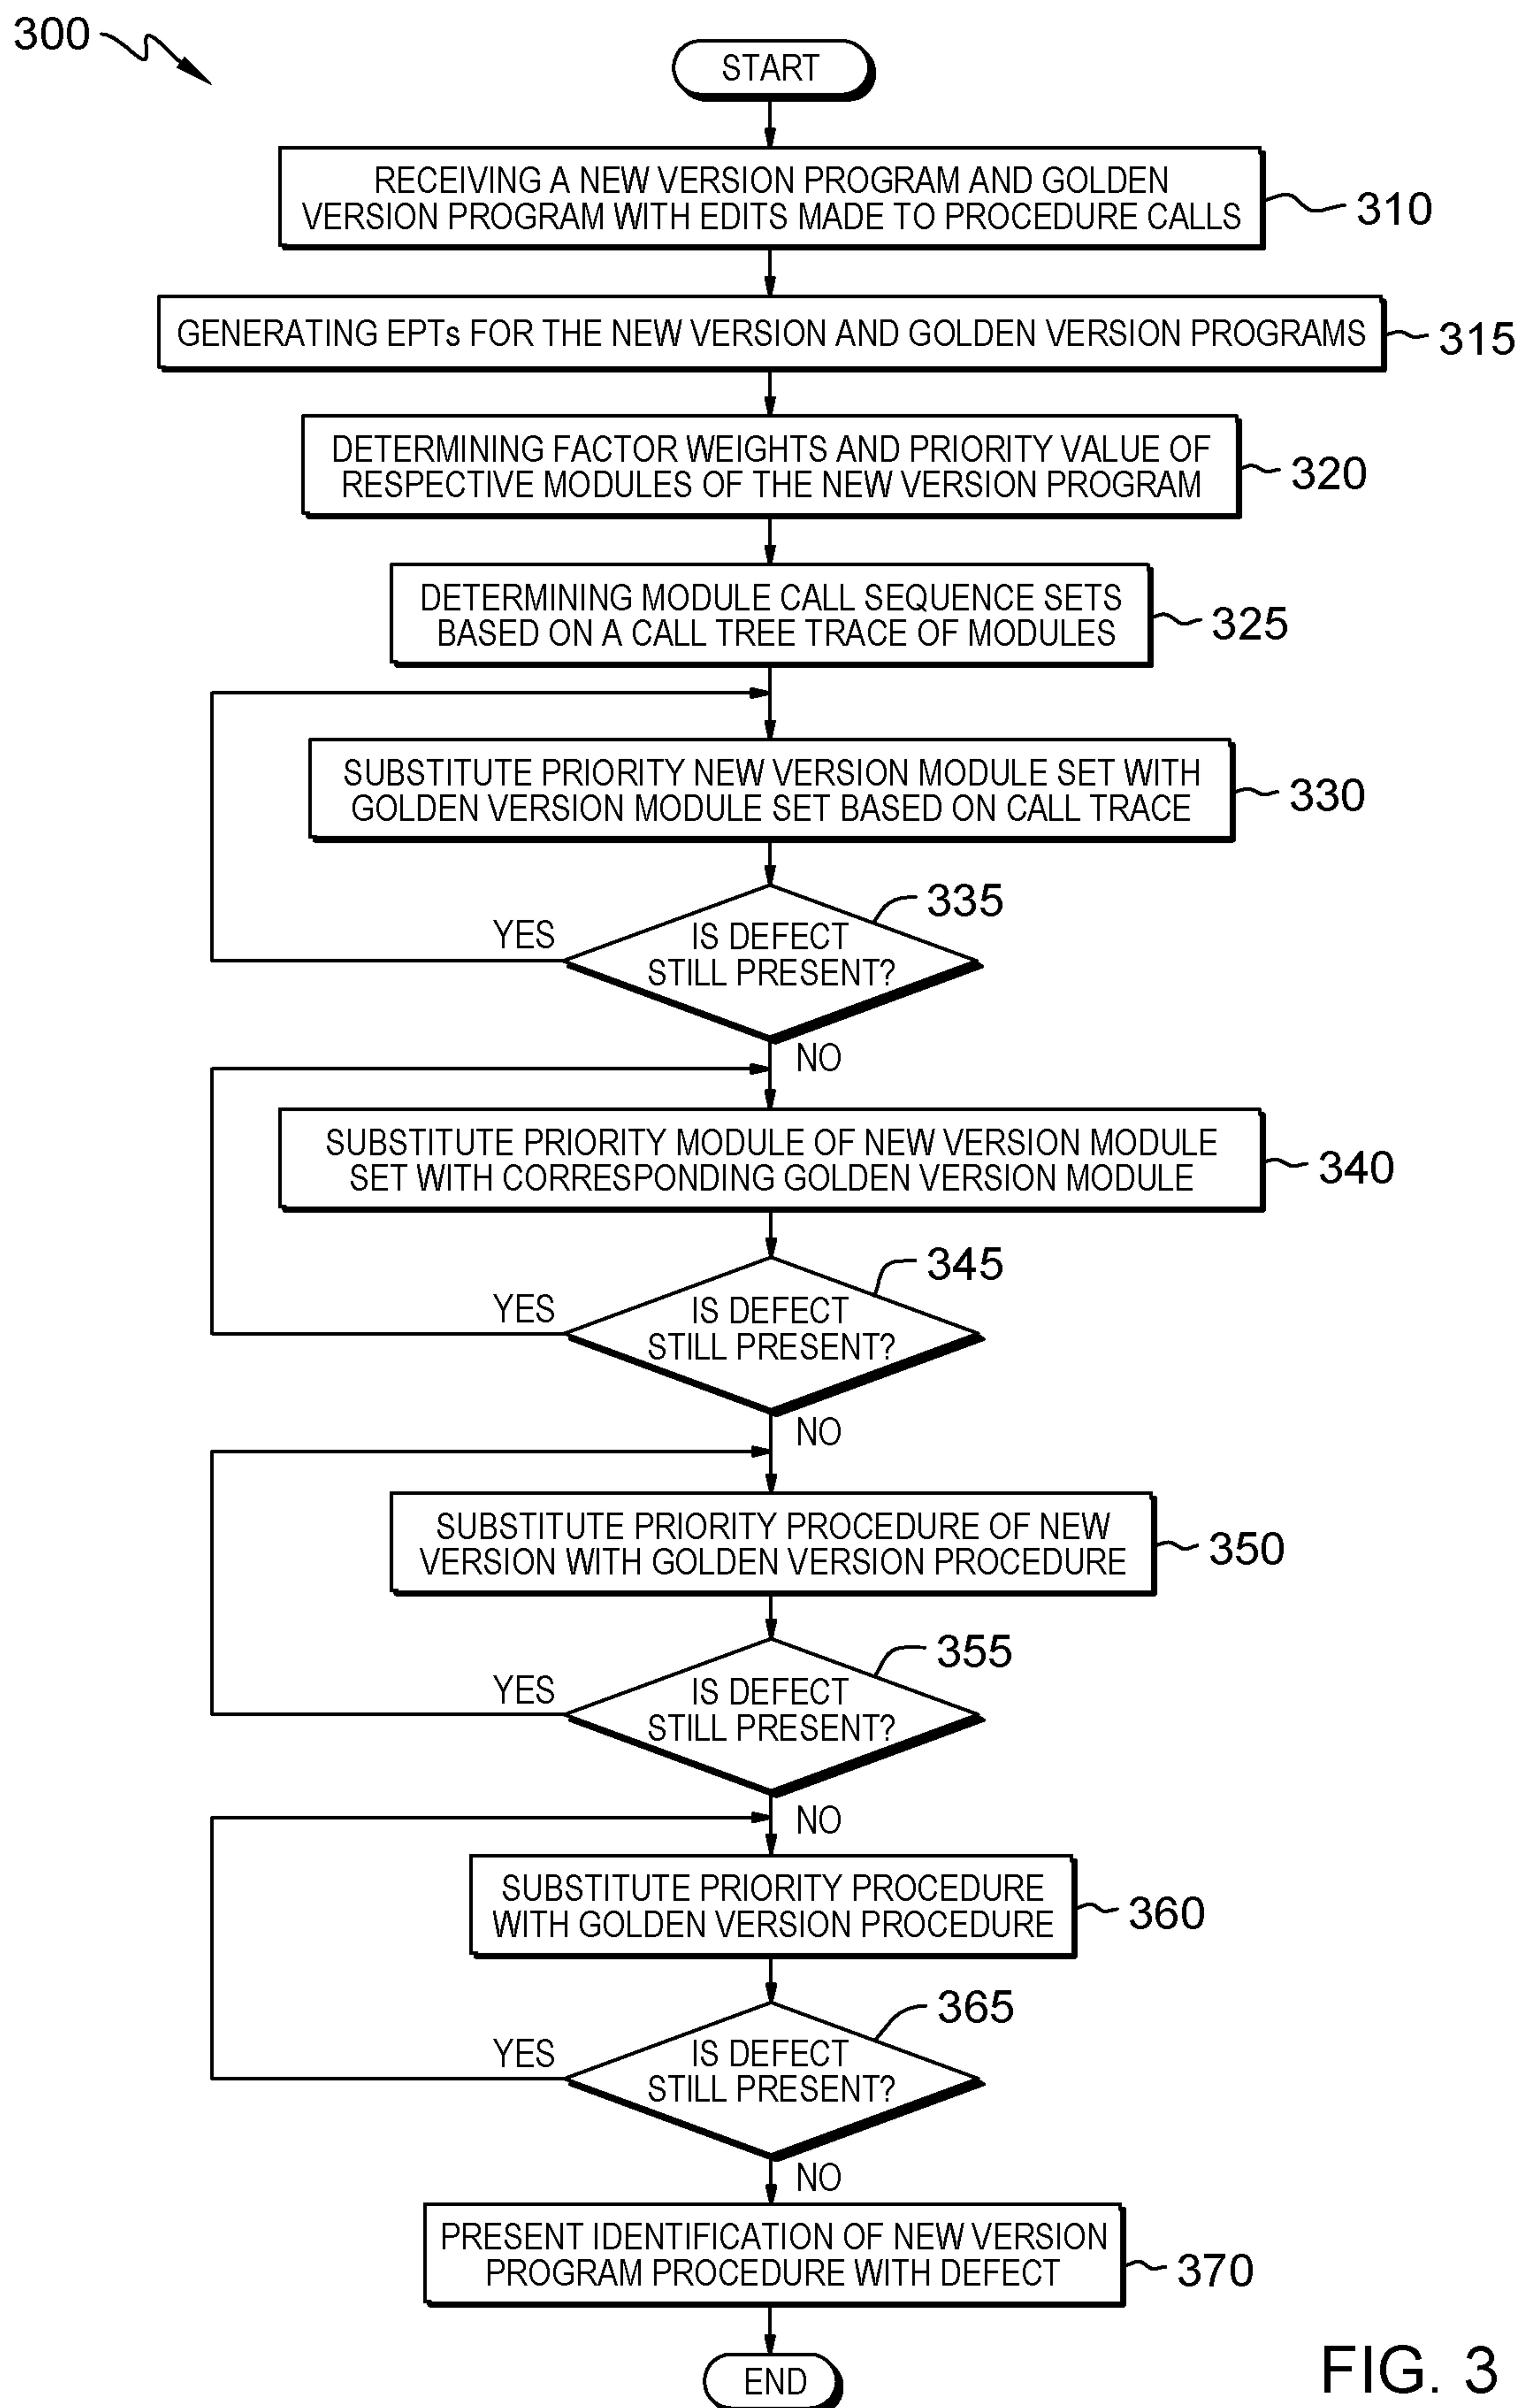 300
START
RECEIVING A NEW VERSION PROGRAM AND GOLDEN
VERSION PROGRAM WITH EDITS MADE TO PROCEDURE CALLS
310
GENERATING EPTs FOR THE NEW VERSION AND GOLDEN VERSION PROGRAMS
315
DETERMINING FACTOR WEIGHTS AND PRIORITY VALUE OF
RESPECTIVE MODULES OF THE NEW VERSION PROGRAM
320
DETERMINING MODULE CALL SEQUENCE SETS
BASED ON A CALL TREE TRACE OF MODULES
325
SUBSTITUTE PRIORITY NEW VERSION MODULE SET WITH
GOLDEN VERSION MODULE SET BASED ON CALL TRACE
330
335
YES
IS DEFECT
STILL PRESENT?
NO
SUBSTITUTE PRIORITY MODULE OF NEW VERSION MODULE
SET WITH CORRESPONDING GOLDEN VERSION MODULE
340
345
YES
IS DEFECT
STILL PRESENT?
NO
SUBSTITUTE PRIORITY PROCEDURE OF NEW
VERSION WITH GOLDEN VERSION PROCEDURE
350
355
YES
IS DEFECT
STILL PRESENT?
NO
SUBSTITUTE PRIORITY PROCEDURE
WITH GOLDEN VERSION PROCEDURE
360
365
YES
IS DEFECT
STILL PRESENT?
NO
PRESENT IDENTIFICATION OF NEW VERSION
PROGRAM PROCEDURE WITH DEFECT
370
END
FIG. 3